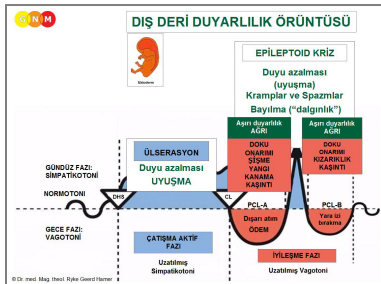 GNM
DIŞ DERİ DUYARLILIK ÖRÜNTÜSÜ
EPİLEPTOID KRİZ
Duyu azalması
(uyuşma)
Kramplar ve Spazmlar
Bayılma ("dalgınlık")
Aşırı duyarlılık
AĞRI
Aşırı duyarlılık
AĞRI
ÜLSERASYON
Duyu azalması
UYUŞMA
DOKU
ONARIMI
ŞİŞME
YANGI
KANAMA
KAŞINTI
DOKU
ONARIMI
KIZARIKLIK
KAŞINTI
GÜNDÜZ FAZI:
SİMPATİKOTONİ
NORMOTONI
DHS
CL
PCL-A
PCL-B
GECE FAZI:
VAGOTONİ
ÇATIŞMA AKTİF
FAZI
Dışarı atım
ÖDEM
Yara izi
bırakma
İYİLEŞME FAZI
Uzatılmış
Simpatikotoni
Uzatılmış Vagotoni
© Dr. med. Mag. theol. Ryke Geerd Hamer